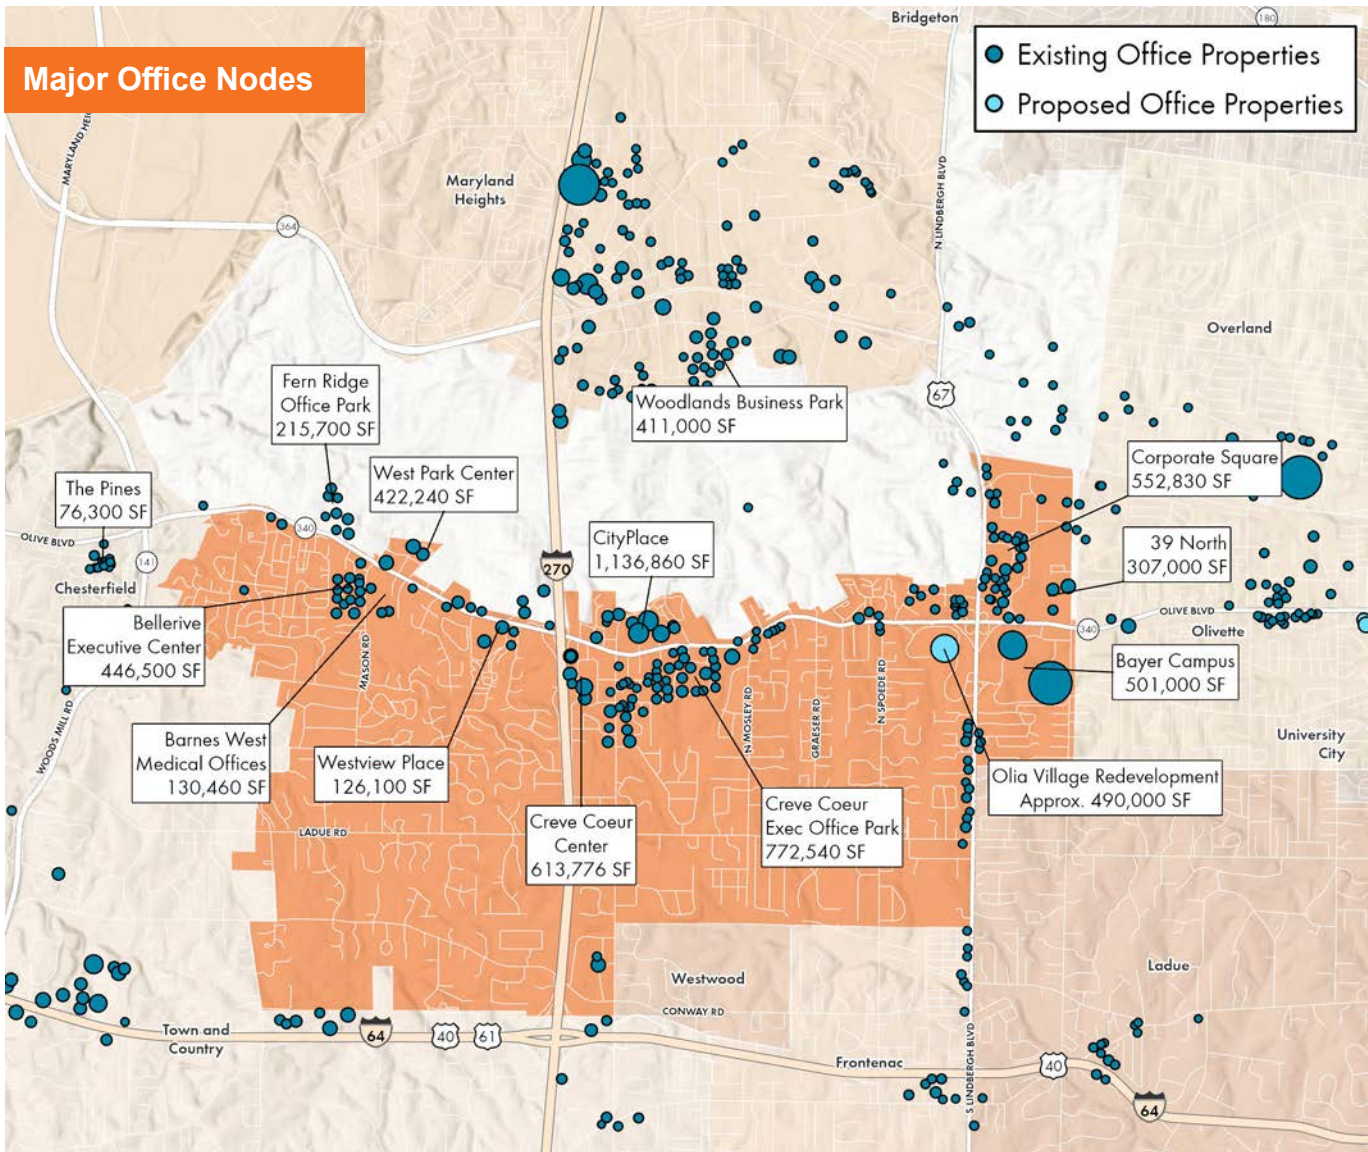 Major Office Nodes
Existing Office Properties
Proposed Office Properties
Bridgeton
180
MARYLAND HEI
N LINDBERGH BLVD
Maryland
Heights
364
Overland
67
Fern Ridge
Office Park
215,700 SF
Woodlands Business Park
411,000 SF
West Park Center
422,240 SF
Corporate Square
552,830 SF
The Pines
76,300 SF
340
CityPlace
1,136,860 SF
39 North
307,000 SF
OLIVE BLVD
141
270
Chesterfield
OLIVE BLVD
340
Olivette
Bellerive
Executive Center
446,500 SF
MASON RD
Bayer Campus
501,000 SF
N MOSLEY RD
GRAESER RD
N SPOEDE RD
WOODS MILL RD
Barnes West
Medical Offices
130,460 SF
Westview Place
126,100 SF
University
City
Olia Village Redevelopment
Approx. 490,000 SF
Creve Coeur
Exec Office Park
772,540 SF
Creve Coeur
Center
613,776 SF
LADUE RD
Westwood
Ladue
CONWAY RD
Town and
Country
64
40
61
Frontenac
40
S LINDBERGH BLVD
64